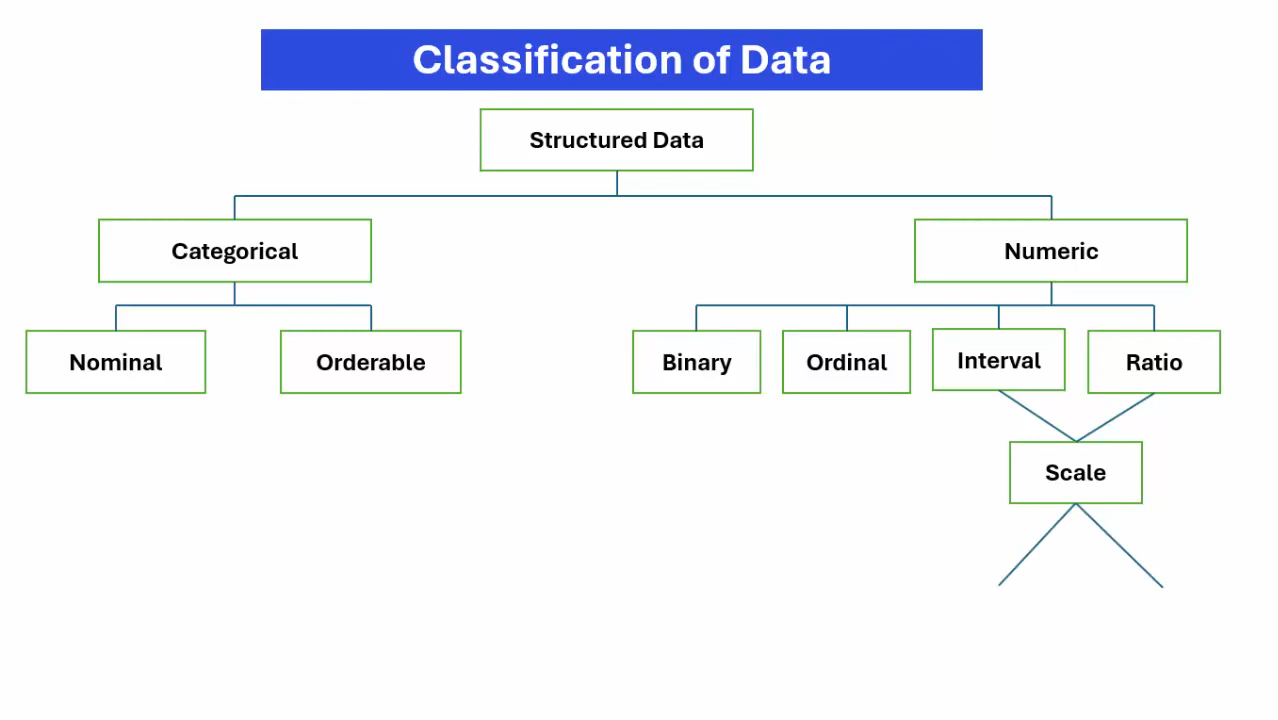 Classification of Data
Structured Data
Categorical
Numeric
Nominal
Orderable
Binary
Ordinal
Interval
Ratio
Scale